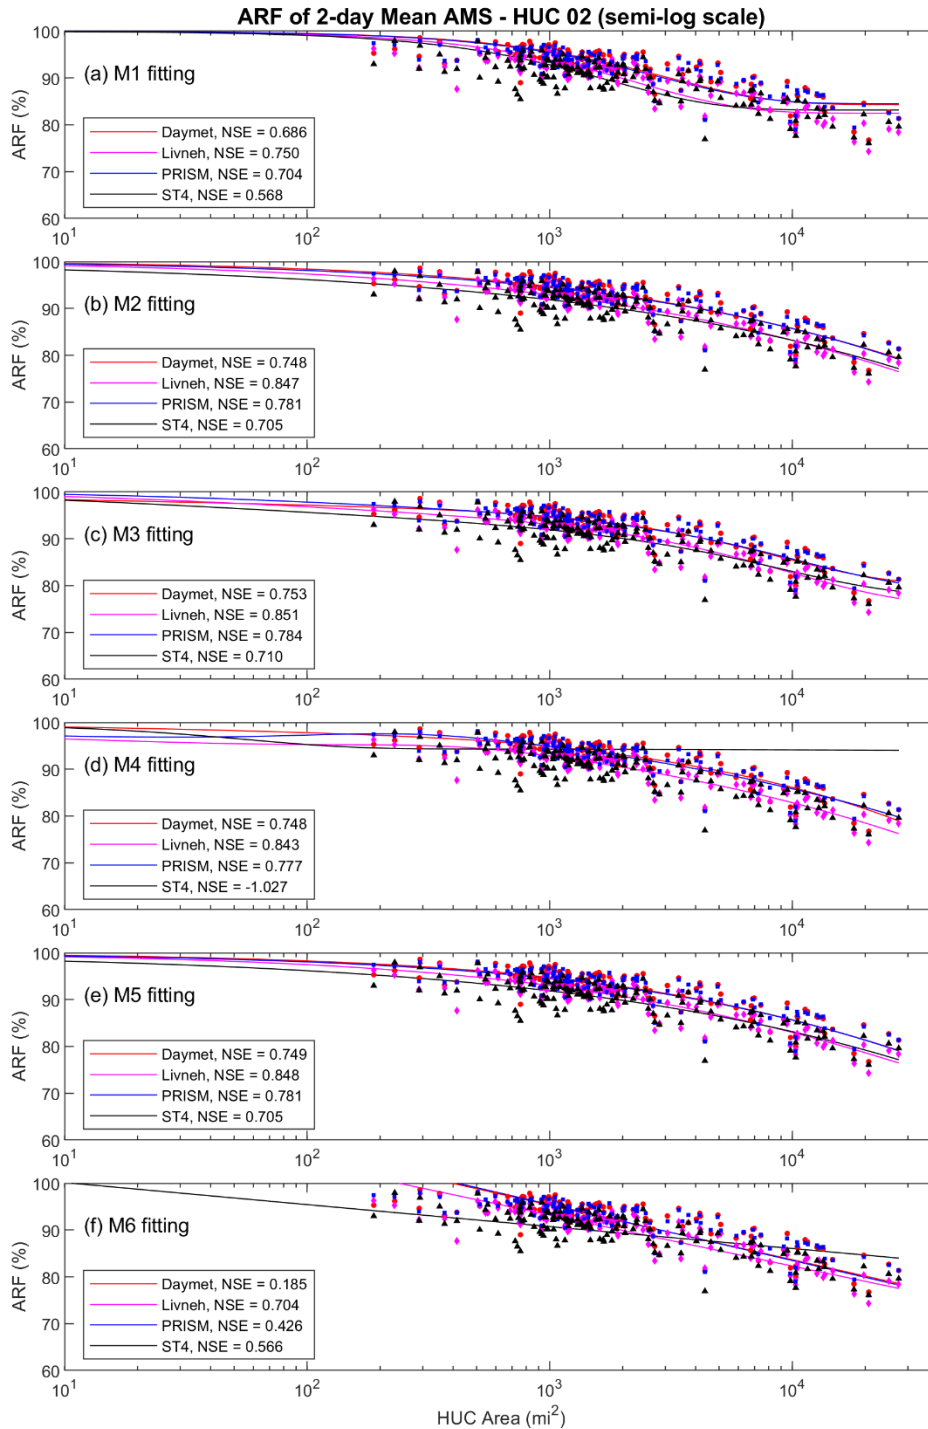 ARF of 2-day Mean AMS - HUC 02 (semi-log scale)
100
90
80
70
60
ARF (%)
(a) M1 fitting
Daymet, NSE = 0.686
Livneh, NSE = 0.750
PRISM, NSE = 0.704
ST4, NSE = 0.568
10^1 10^2 10^3 10^4
100
90
80
70
60
ARF (%)
(b) M2 fitting
Daymet, NSE = 0.748
Livneh, NSE = 0.847
PRISM, NSE = 0.781
ST4, NSE = 0.705
10^1 10^2 10^3 10^4
100
90
80
70
60
ARF (%)
(c) M3 fitting
Daymet, NSE = 0.753
Livneh, NSE = 0.851
PRISM, NSE = 0.784
ST4, NSE = 0.710
10^1 10^2 10^3 10^4
100
90
80
70
60
ARF (%)
(d) M4 fitting
Daymet, NSE = 0.748
Livneh, NSE = 0.843
PRISM, NSE = 0.777
ST4, NSE = -1.027
10^1 10^2 10^3 10^4
100
90
80
70
60
ARF (%)
(e) M5 fitting
Daymet, NSE = 0.749
Livneh, NSE = 0.848
PRISM, NSE = 0.781
ST4, NSE = 0.705
10^1 10^2 10^3 10^4
100
90
80
70
60
ARF (%)
(f) M6 fitting
Daymet, NSE = 0.185
Livneh, NSE = 0.704
PRISM, NSE = 0.426
ST4, NSE = 0.566
10^1 10^2 10^3 10^4
HUC Area (mi^2)